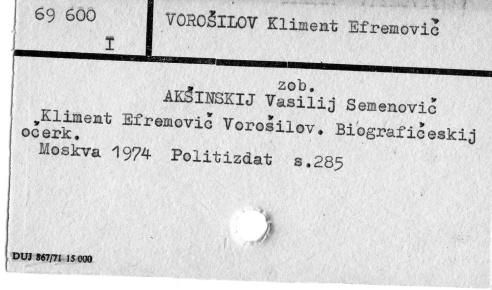 69 600
I
VOROŠILOV Kliment Efremovič
zob.
AKŠINSKIJ Vasilij Semenovič
„Kliment Efremovič Vorošilov. Biografičeskij
očerk.
Moskva 1974 Politizdat s.285
DUJ 867/71 15 000